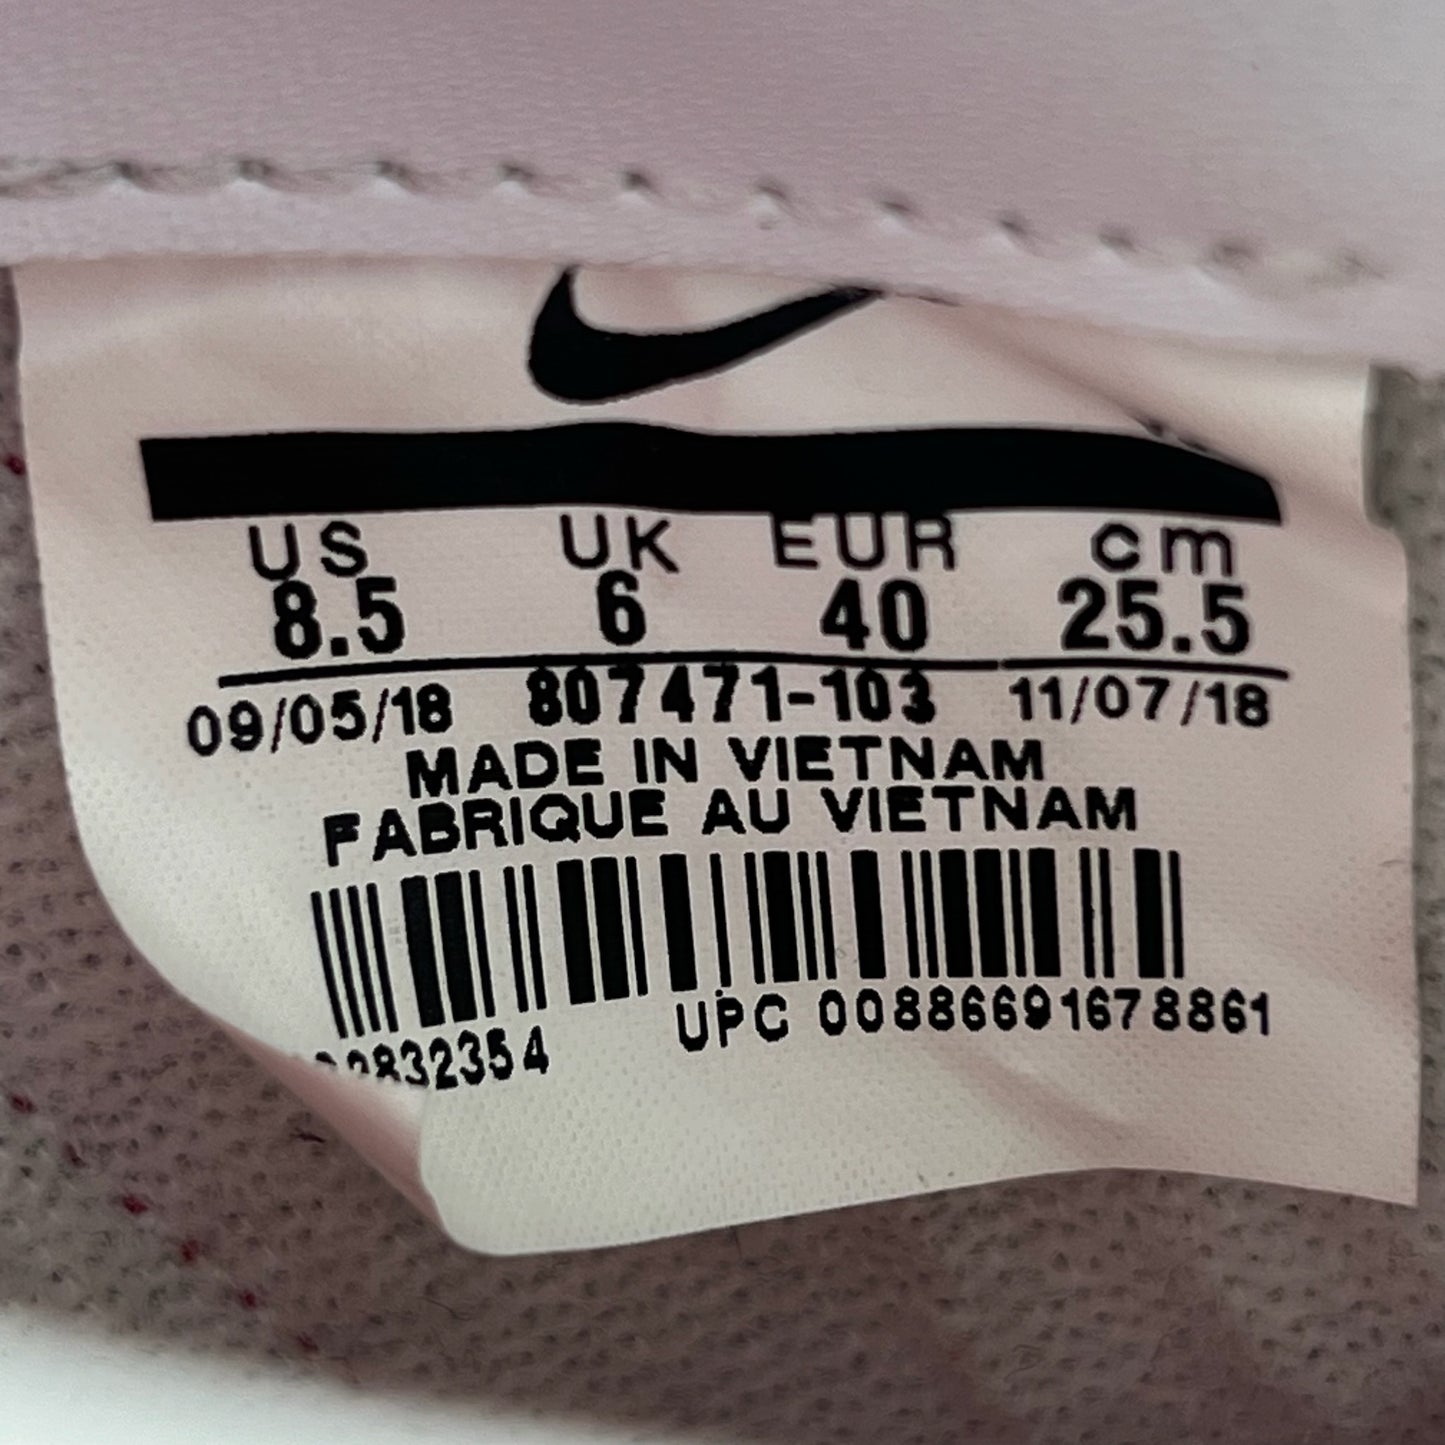 US UK EUR cm
8.5 6 40 25.5
09/05/18 807471-103 11/07/18
MADE IN VIETNAM
FABRIQUE AU VIETNAM
UPC 00886691678861